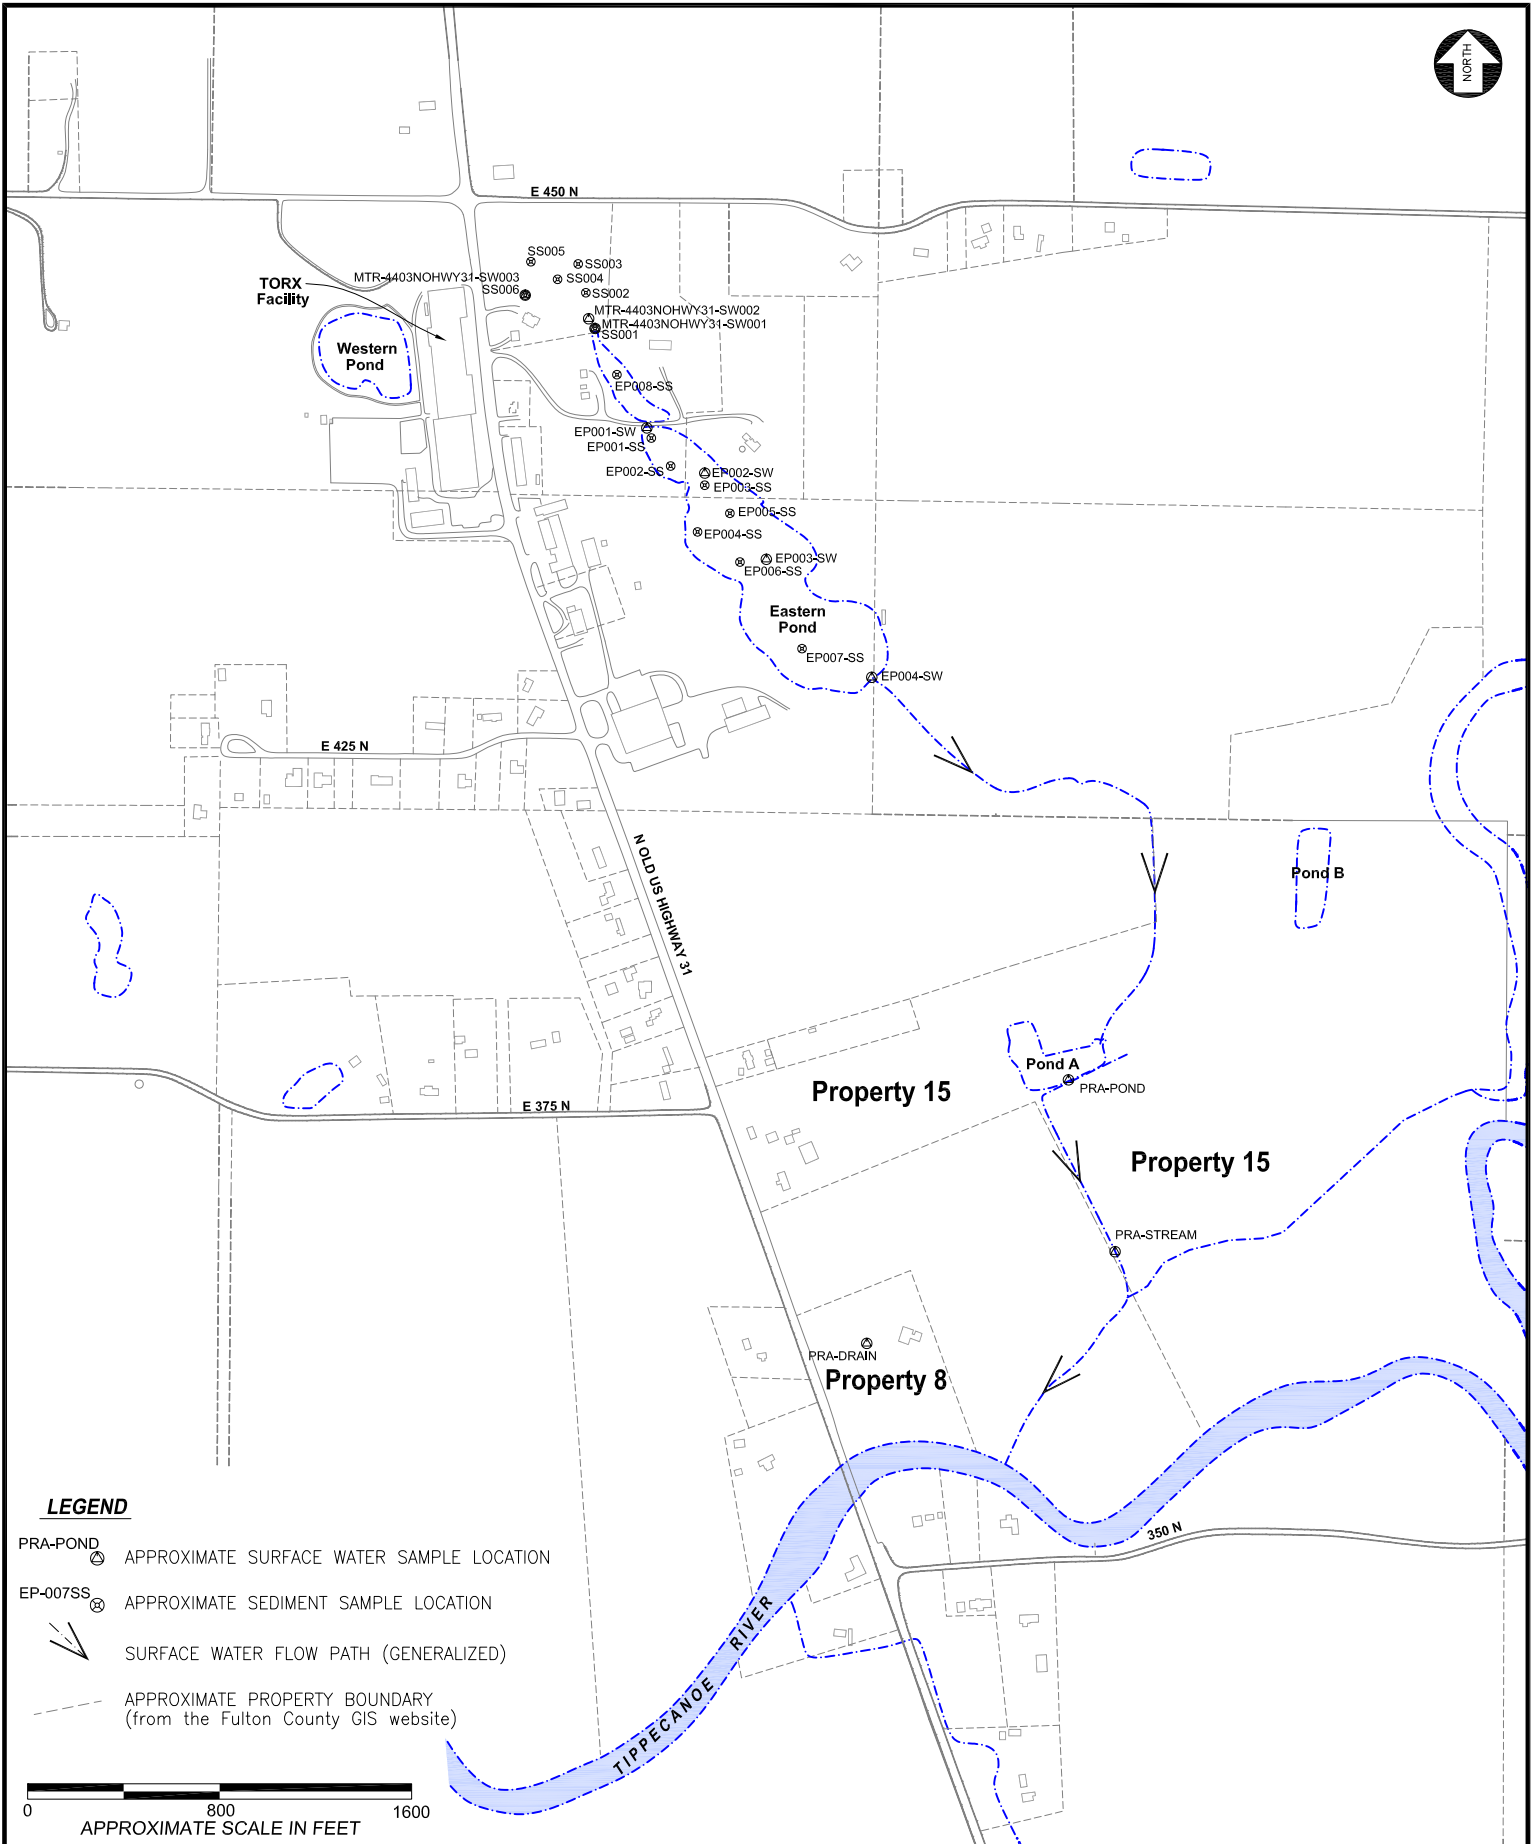 NORTH
E 450 N
SS005
SS003
MTR-4403NOHWY31-SW003
SS004
SS006
SS002
TORX
Facility
MTR-4403NOHWY31-SW002
MTR-4403NOHWY31-SW001
SS001
Western
Pond
EP008-SS
EP001-SW
EP001-SS
EP002-SS
EP002-SW
EP003-SS
EP005-SS
EP004-SS
EP003-SW
EP006-SS
Eastern
Pond
EP007-SS
EP004-SW
E 425 N
N OLD US HIGHWAY 31
Pond B
Pond A
PRA-POND
Property 15
E 375 N
Property 15
PRA-STREAM
PRA-DRAIN
Property 8
350 N
TIPPECANOE RIVER
LEGEND
PRA-POND
APPROXIMATE SURFACE WATER SAMPLE LOCATION
EP-007SS
APPROXIMATE SEDIMENT SAMPLE LOCATION
SURFACE WATER FLOW PATH (GENERALIZED)
APPROXIMATE PROPERTY BOUNDARY
(from the Fulton County GIS website)
0 800 1600
APPROXIMATE SCALE IN FEET